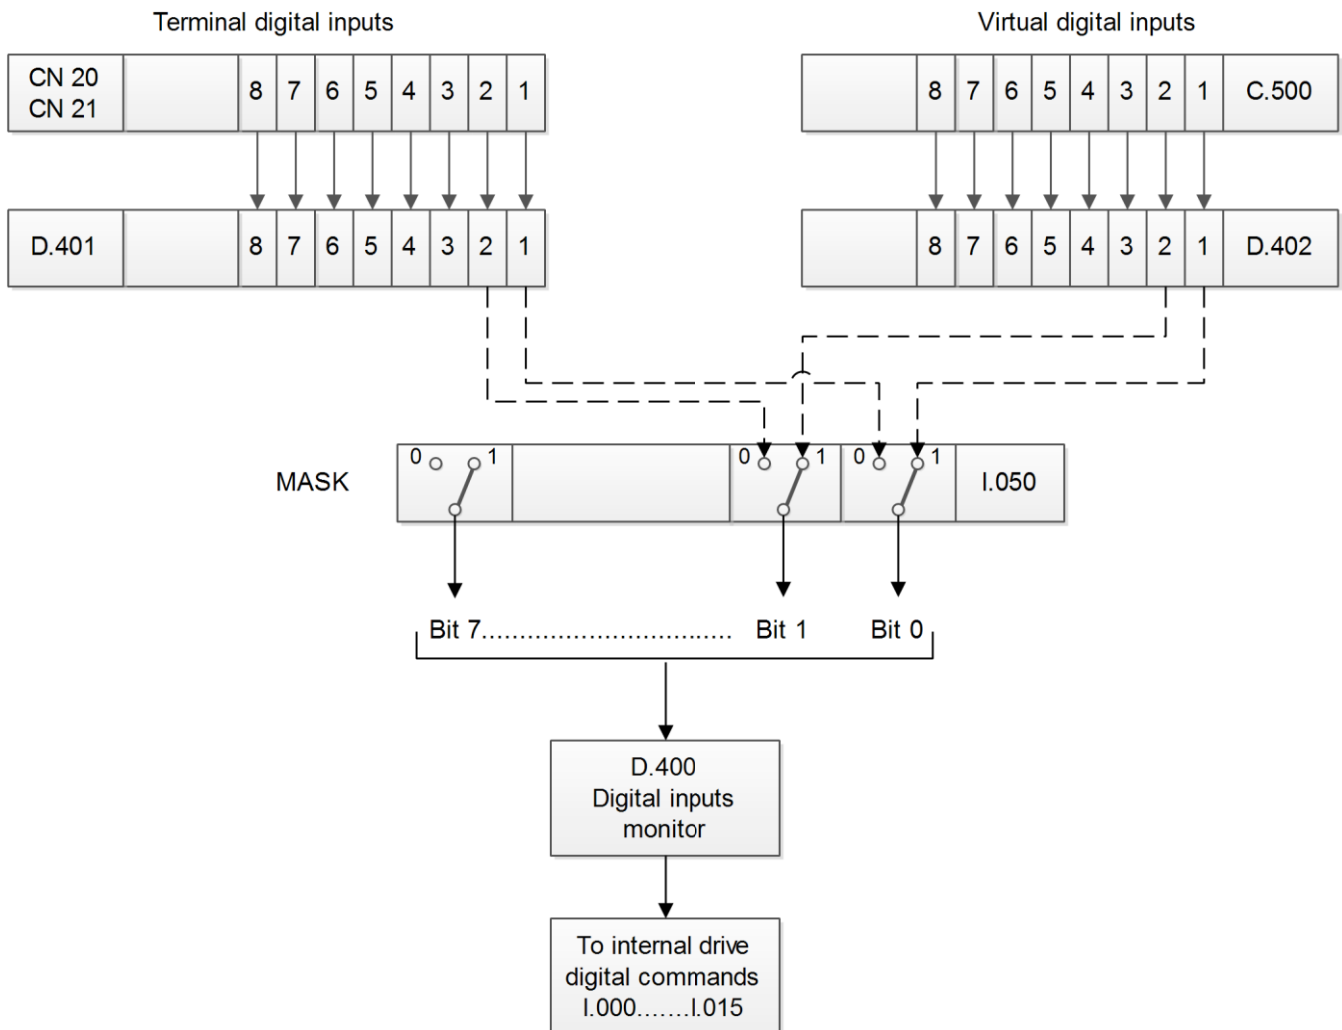 Terminal digital inputs
Virtual digital inputs
CN 20
CN 21
8 7 6 5 4 3 2 1
8 7 6 5 4 3 2 1 C.500
D.401 8 7 6 5 4 3 2 1
8 7 6 5 4 3 2 1 D.402
MASK
0 1
0 1
0 1
I.050
Bit 7................................. Bit 1 Bit 0
D.400
Digital inputs
monitor
To internal drive
digital commands
I.000.......I.015